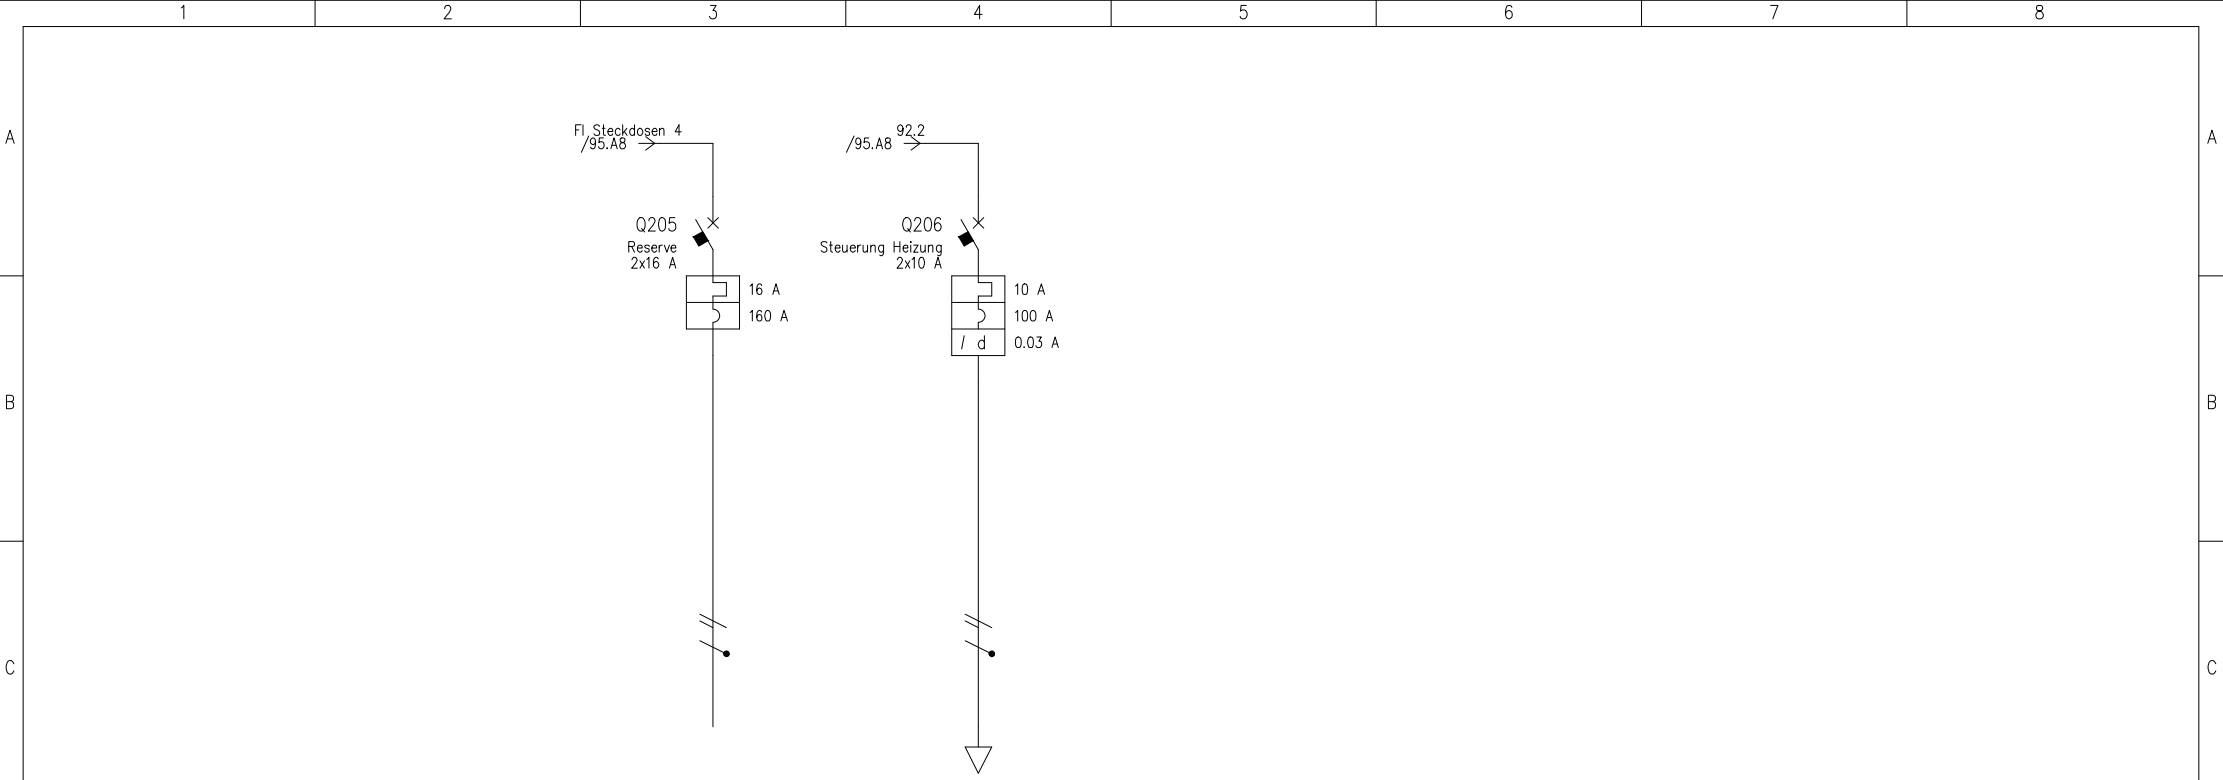 1 2 3 4 5 6 7 8
A A
FI Steckdosen 4
/95.A8
92.2
/95.A8
Q205
Reserve
2x16 A
16 A
160 A
Q206
Steuerung Heizung
2x10 A
10 A
100 A
I d 0.03 A
B B
C C